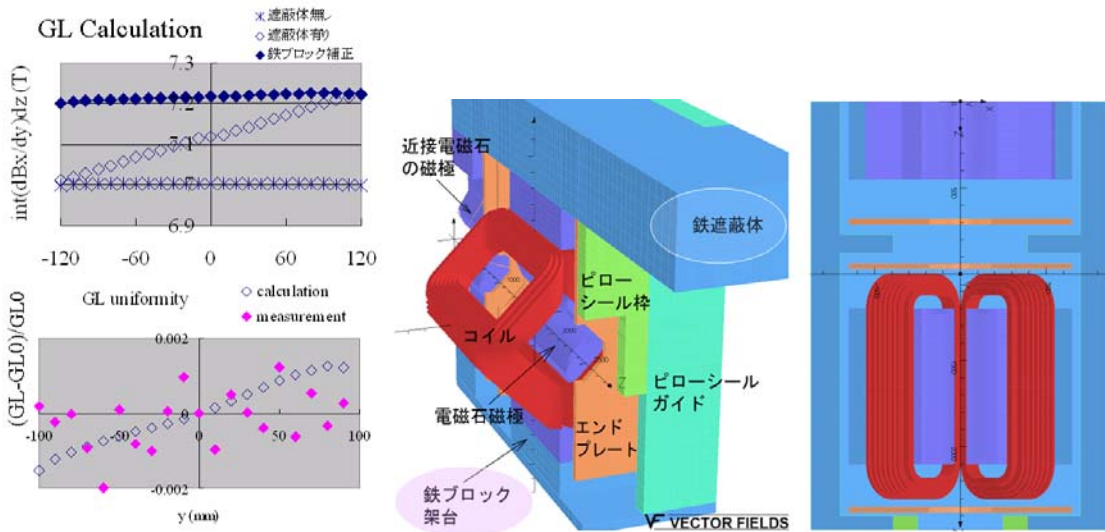 GL Calculation
遮蔽体無し
遮蔽体有り
鉄ブロック補正
int(dBx/dy)dz (T)
7.3
7.2
7.1
7
6.9
-120
-60
0
60
120
GL uniformity
calculation
measurement
(GL-GL0)/GL0
0.002
0
-0.002
-100
-50
0
50
100
y (mm)
近接電磁石
の磁極
鉄遮蔽体
ピロー
シール枠
コイル
Z
ピローシール
ガイド
電磁石磁極
エンド
プレート
鉄ブロック
架台
VF VECTOR FIELDS